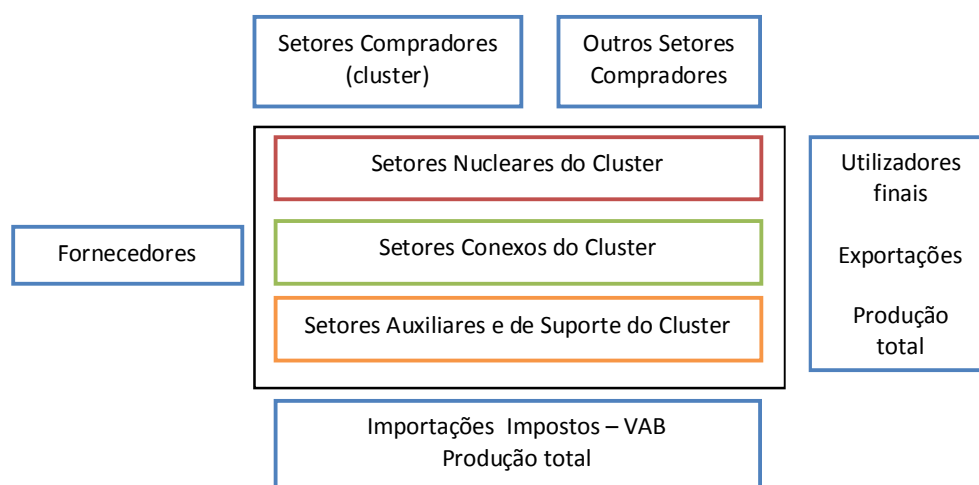 Setores Compradores
(cluster)
Outros Setores
Compradores
Setores Nucleares do Cluster
Utilizadores
finais
Fornecedores
Setores Conexos do Cluster
Exportações
Setores Auxiliares e de Suporte do Cluster
Produção
total
Importações  Impostos – VAB
Produção total